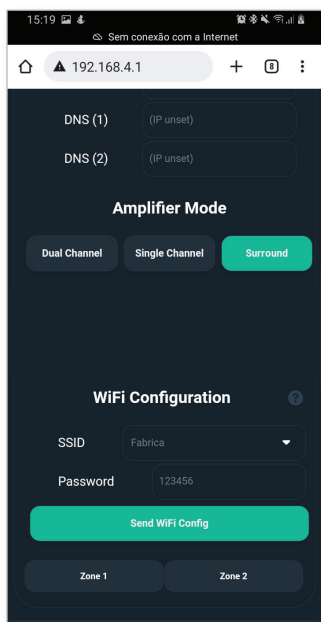 15:19
Sem conexão com a Internet
192.168.4.1
8
DNS (1) (IP unset)
DNS (2) (IP unset)
Amplifier Mode
Dual Channel Single Channel Surround
WiFi Configuration ?
SSID Fabrica
Password 123456
Send WiFi Config
Zone 1 Zone 2